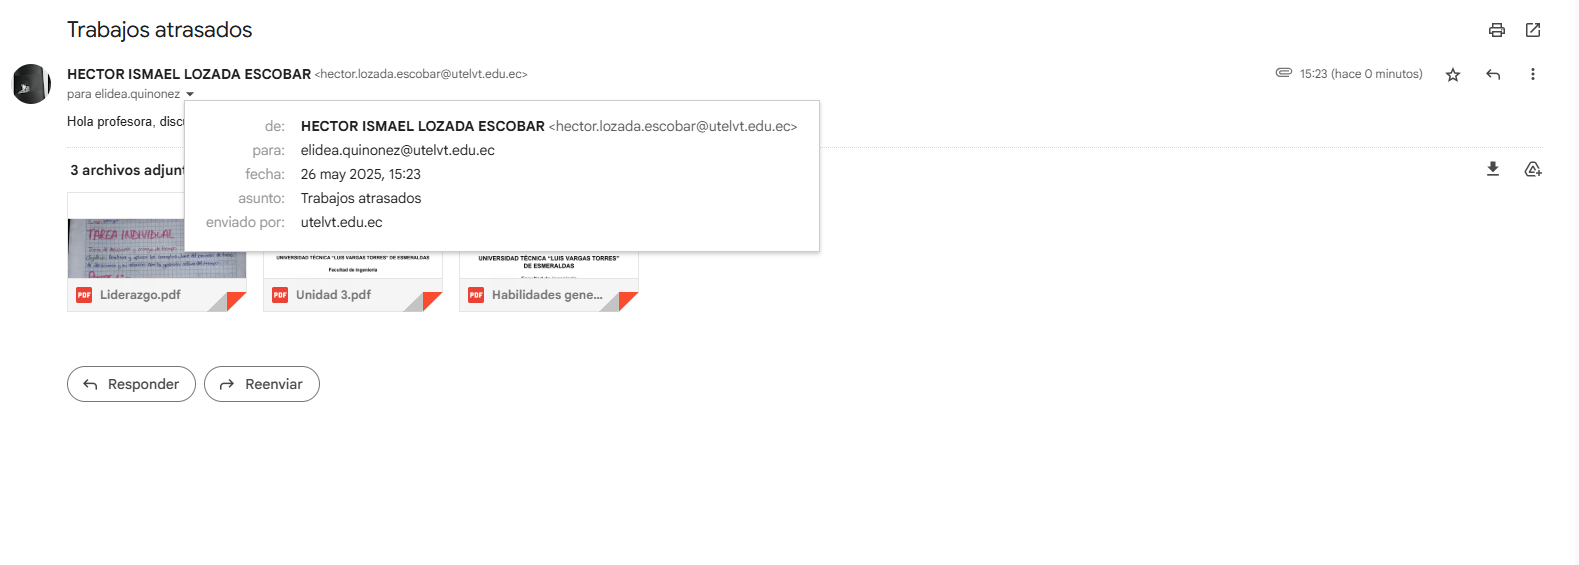 Trabajos atrasados
HECTOR ISMAEL LOZADA ESCOBAR <hector.lozada.escobar@utelvt.edu.ec>
15:23 (hace 0 minutos)
para elidea.quinonez
Hola profesora, disc
de: HECTOR ISMAEL LOZADA ESCOBAR <hector.lozada.escobar@utelvt.edu.ec>
para: elidea.quinonez@utelvt.edu.ec
fecha: 26 may 2025, 15:23
asunto: Trabajos atrasados
enviado por: utelvt.edu.ec
3 archivos adjun
TAREA INDIVIDUAL
UNIVERSIDAD TÉCNICA "LUIS VARGAS TORRES" DE ESMERALDAS
Facultad de Ingeniería
UNIVERSIDAD TÉCNICA "LUIS VARGAS TORRES"
DE ESMERALDAS
PDF Liderazgo.pdf
PDF Unidad 3.pdf
PDF Habilidades gene...
Responder
Reenviar